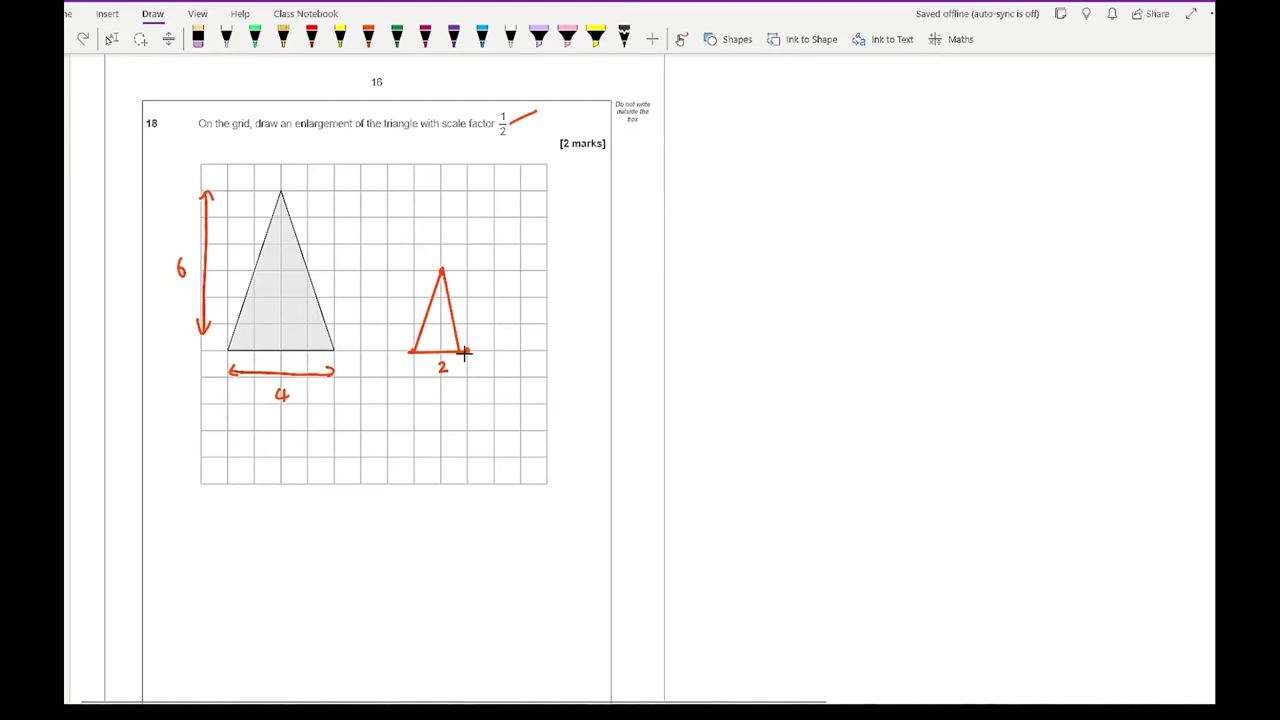 me Insert Draw View Help Class Notebook Saved offline (auto-sync is off) Share
Shapes Ink to Shape Ink to Text Maths
16
Do not write
outside the
box
18 On the grid, draw an enlargement of the triangle with scale factor 1/2
[2 marks]
6
2
4